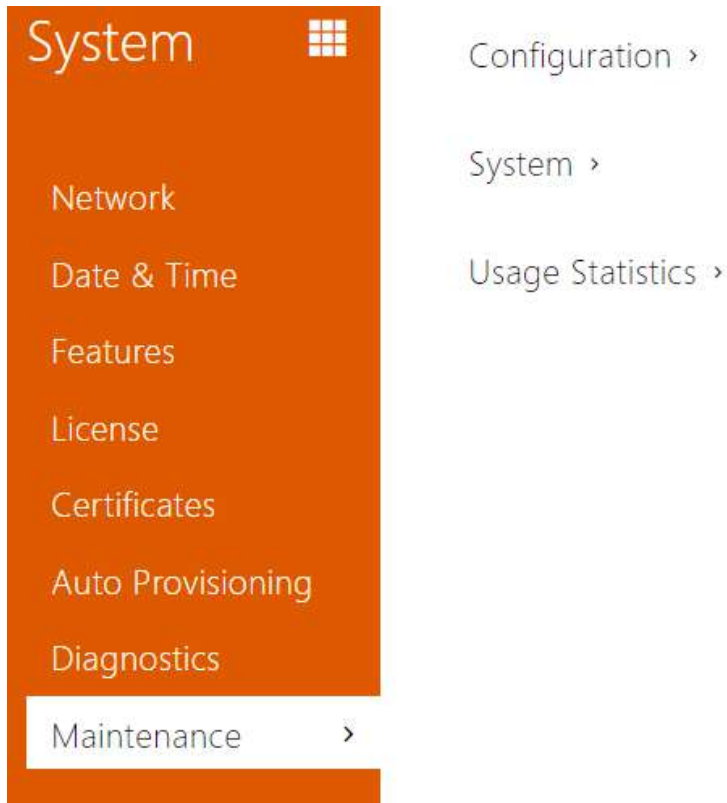 System
Network
Date & Time
Features
License
Certificates
Auto Provisioning
Diagnostics
Maintenance ›
Configuration ›
System ›
Usage Statistics ›